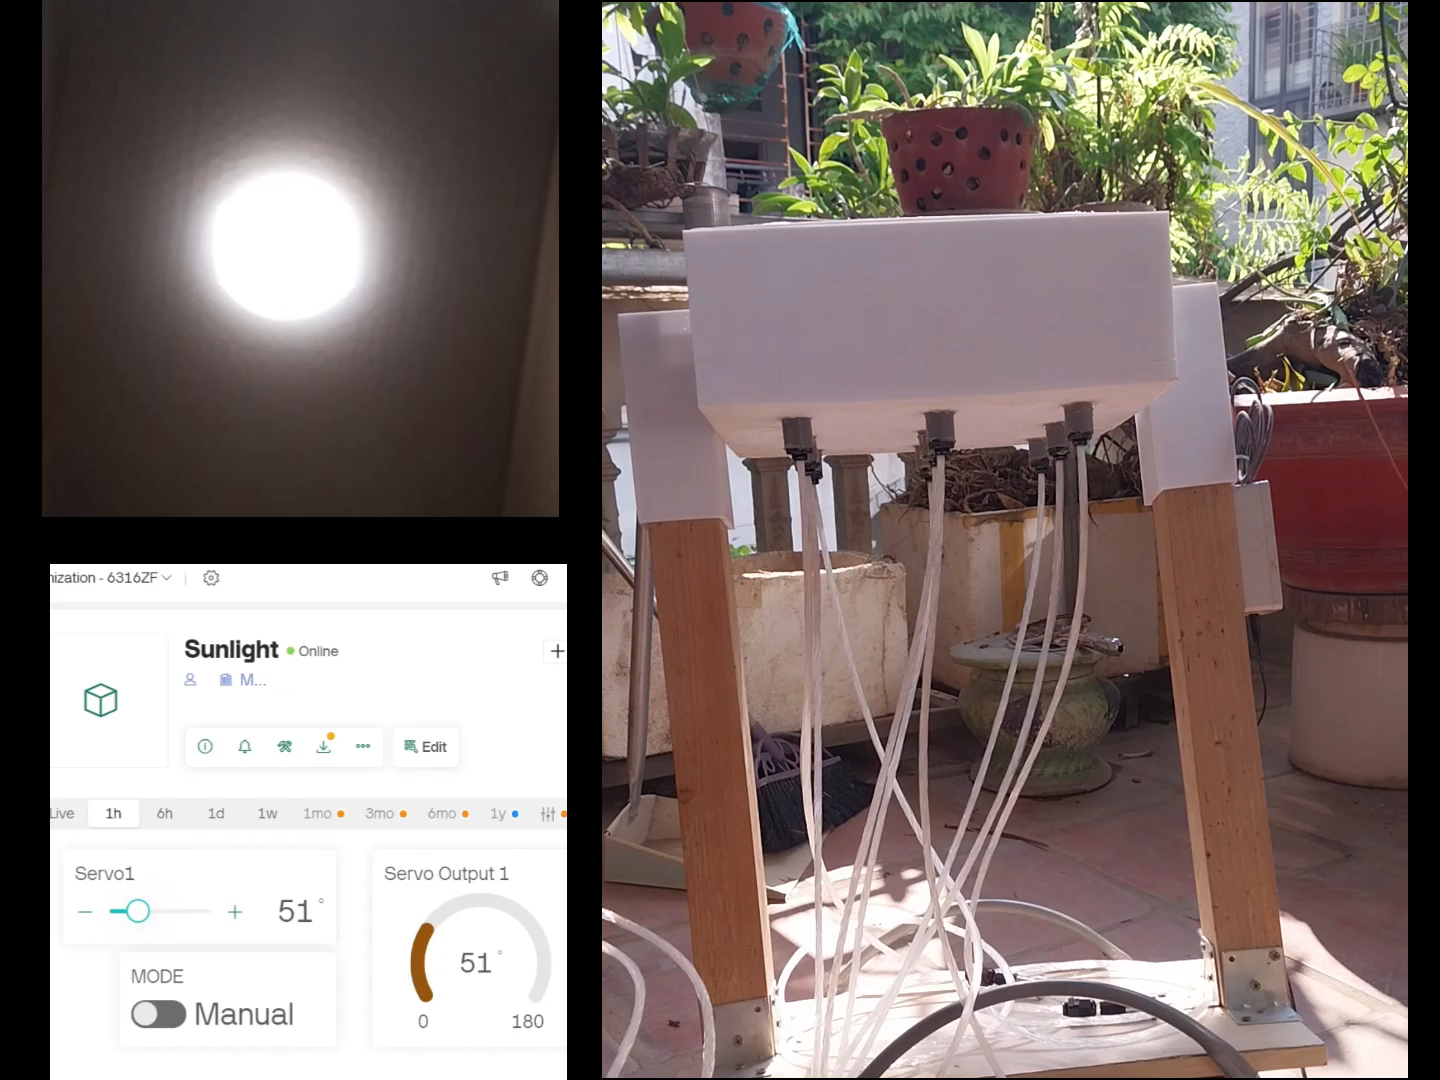 nization - 6316ZF
Sunlight
Online
M...
Edit
Live
1h
6h
1d
1w
1mo
3mo
6mo
1y
Servo1
51°
MODE
Manual
Servo Output 1
51°
0
180